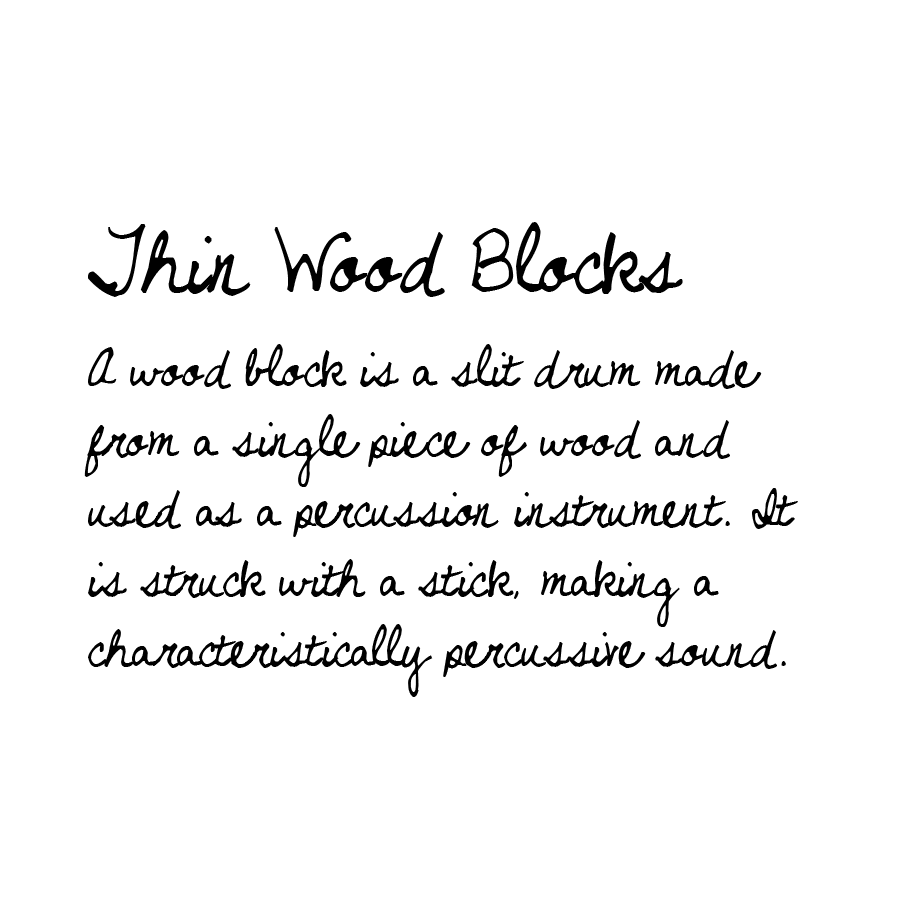 Thin Wood Blocks
A wood block is a slit drum made
from a single piece of wood and
used as a percussion instrument. It
is struck with a stick, making a
characteristically percussive sound.